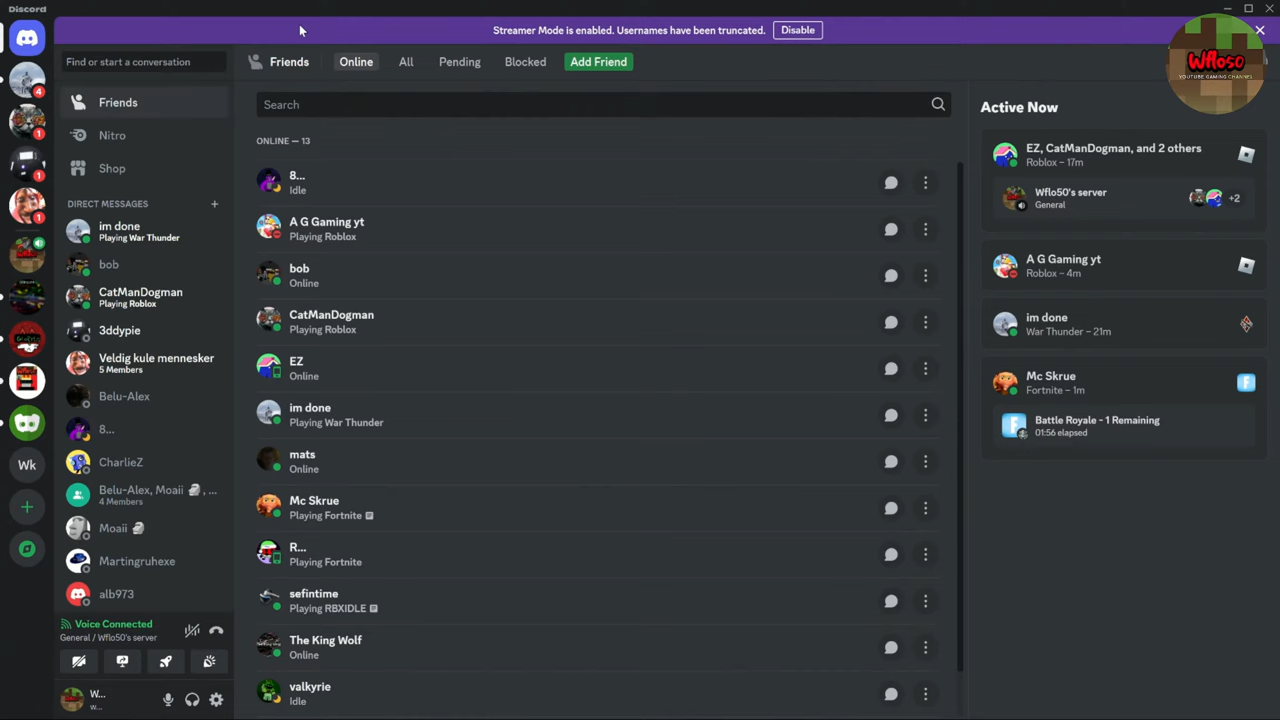 Discord
Streamer Mode is enabled. Usernames have been truncated. Disable
Wflo50
YOUTUBE GAMING CHANNEL
Find or start a conversation
Friends
Nitro
Shop
DIRECT MESSAGES
im done
Playing War Thunder
bob
CatManDogman
Playing Roblox
3ddypie
Veldig kule mennesker
5 Members
Belu-Alex
8...
CharlieZ
Belu-Alex, Moaii 🗿, ...
4 Members
Moaii 🗿
Martingruhexe
alb973
Voice Connected
General / Wflo50's server
W...
w...
4
1
1
1
Wk
Friends Online All Pending Blocked Add Friend
Search
ONLINE — 13
8...
Idle
A G Gaming yt
Playing Roblox
bob
Online
CatManDogman
Playing Roblox
EZ
Online
im done
Playing War Thunder
mats
Online
Mc Skrue
Playing Fortnite
R...
Playing Fortnite
sefintime
Playing RBXIDLE
The King Wolf
Online
valkyrie
Idle
Active Now
EZ, CatManDogman, and 2 others
Roblox – 17m
Wflo50's server
General
+2
A G Gaming yt
Roblox – 4m
im done
War Thunder – 21m
Mc Skrue
Fortnite – 1m
Battle Royale - 1 Remaining
01:56 elapsed